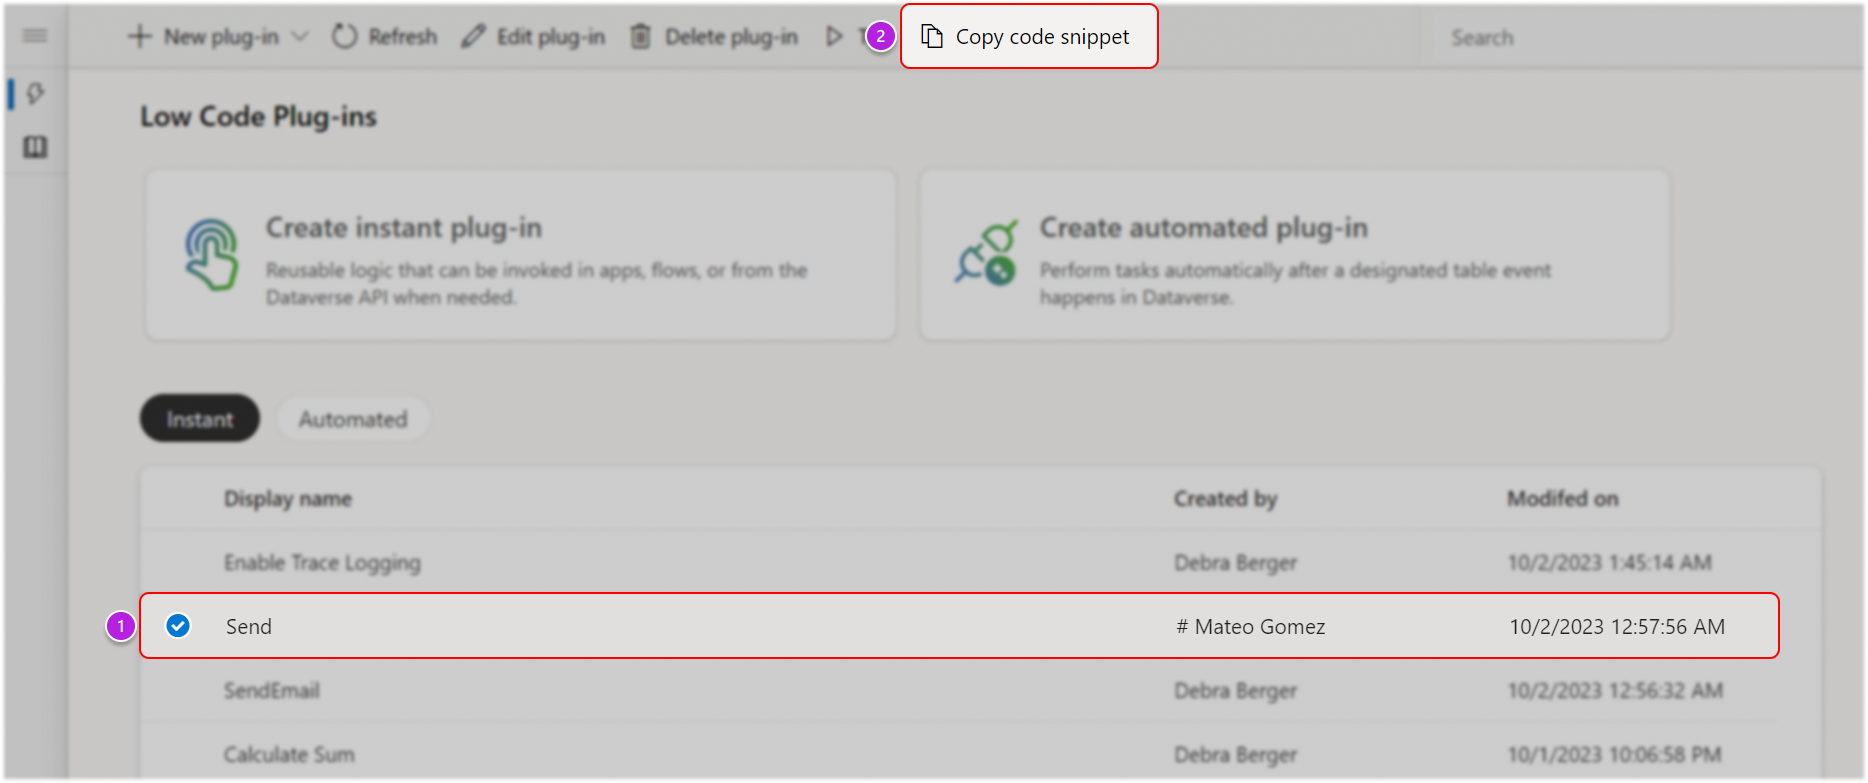 New plug-in
Refresh
Edit plug-in
Delete plug-in
2
Copy code snippet
Search
Low Code Plug-ins
Create instant plug-in
Reusable logic that can be invoked in apps, flows, or from the
Dataverse API when needed.
Create automated plug-in
Perform tasks automatically after a designated table event
happens in Dataverse.
Instant
Automated
Display name
Created by
Modifed on
Enable Trace Logging
Debra Berger
10/2/2023 1:45:14 AM
1
Send
# Mateo Gomez
10/2/2023 12:57:56 AM
SendEmail
Debra Berger
10/2/2023 12:56:32 AM
Calculate Sum
Debra Berger
10/1/2023 10:06:58 PM